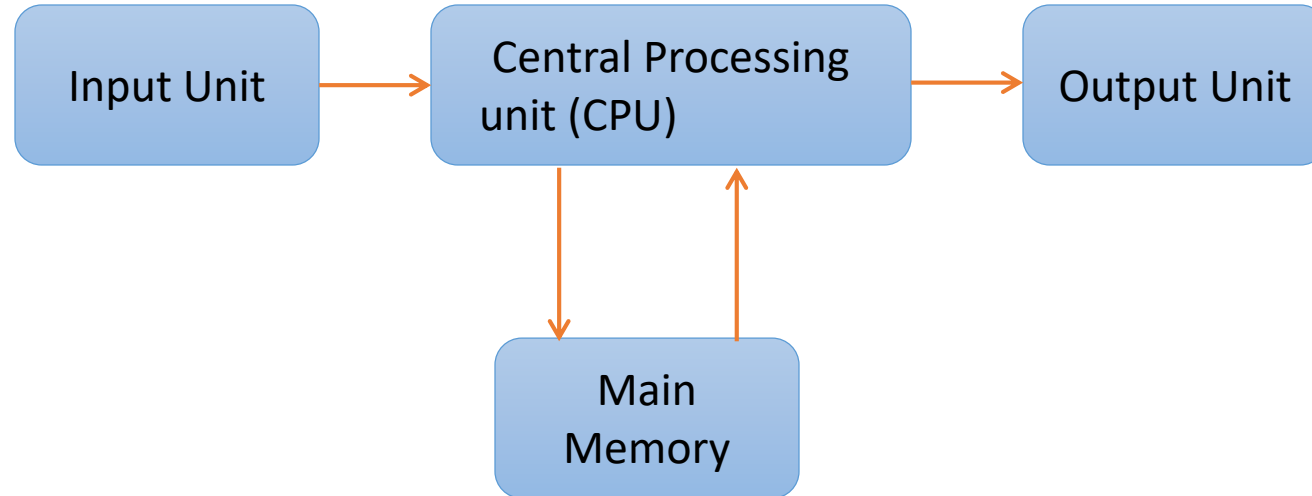 Input Unit
Central Processing
unit (CPU)
Output Unit
Main
Memory